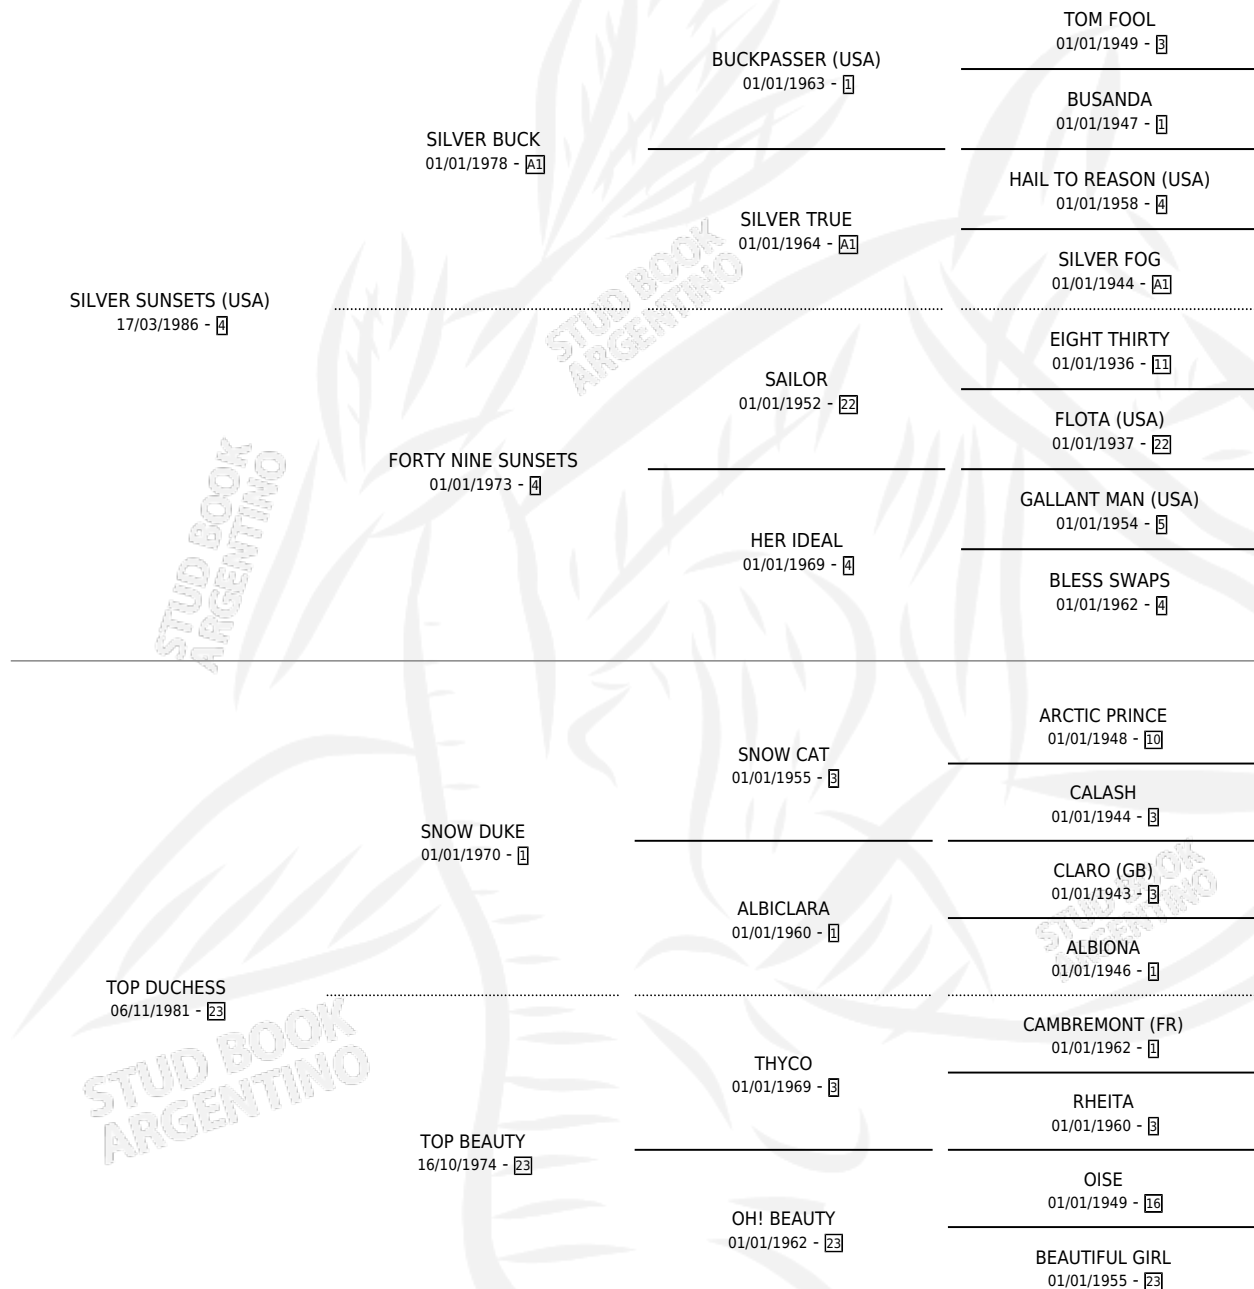 TOM FOOL
01/01/1949 - 3
BUCKPASSER (USA)
01/01/1963 - 1
BUSANDA
01/01/1947 - 1
SILVER BUCK
01/01/1978 - A1
HAIL TO REASON (USA)
01/01/1958 - 4
SILVER TRUE
01/01/1964 - A1
SILVER FOG
01/01/1944 - A1
SILVER SUNSETS (USA)
17/03/1986 - 4
STUD BOOK
ARGENTINO
EIGHT THIRTY
01/01/1936 - 11
SAILOR
01/01/1952 - 22
FLOTA (USA)
01/01/1937 - 22
FORTY NINE SUNSETS
01/01/1973 - 4
GALLANT MAN (USA)
01/01/1954 - 5
HER IDEAL
01/01/1969 - 4
BLESS SWAPS
01/01/1962 - 4
STUD BOOK
ARGENTINO
ARCTIC PRINCE
01/01/1948 - 10
SNOW CAT
01/01/1955 - 3
CALASH
01/01/1944 - 3
SNOW DUKE
01/01/1970 - 1
CLARO (GB)
01/01/1943 - 3
ALBICLARA
01/01/1960 - 1
ALBIONA
01/01/1946 - 1
STUD BOOK
ARGENTINO
TOP DUCHESS
06/11/1981 - 23
STUD BOOK
ARGENTINO
CAMBREMONT (FR)
01/01/1962 - 1
THYCO
01/01/1969 - 3
RHEITA
01/01/1960 - 3
TOP BEAUTY
16/10/1974 - 23
OISE
01/01/1949 - 16
OH! BEAUTY
01/01/1962 - 23
BEAUTIFUL GIRL
01/01/1955 - 23